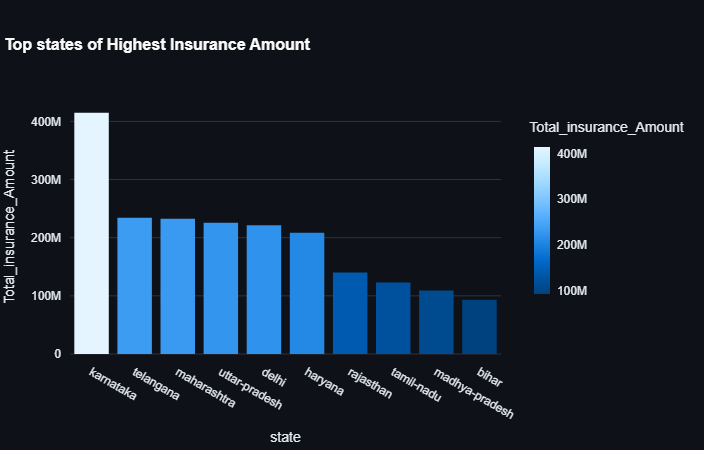 Top states of Highest Insurance Amount
Total_insurance_Amount
400M
300M
200M
100M
0
karnataka
telangana
maharashtra
uttar-pradesh
delhi
haryana
rajasthan
tamil-nadu
madhya-pradesh
bihar
state
Total_insurance_Amount
400M
300M
200M
100M